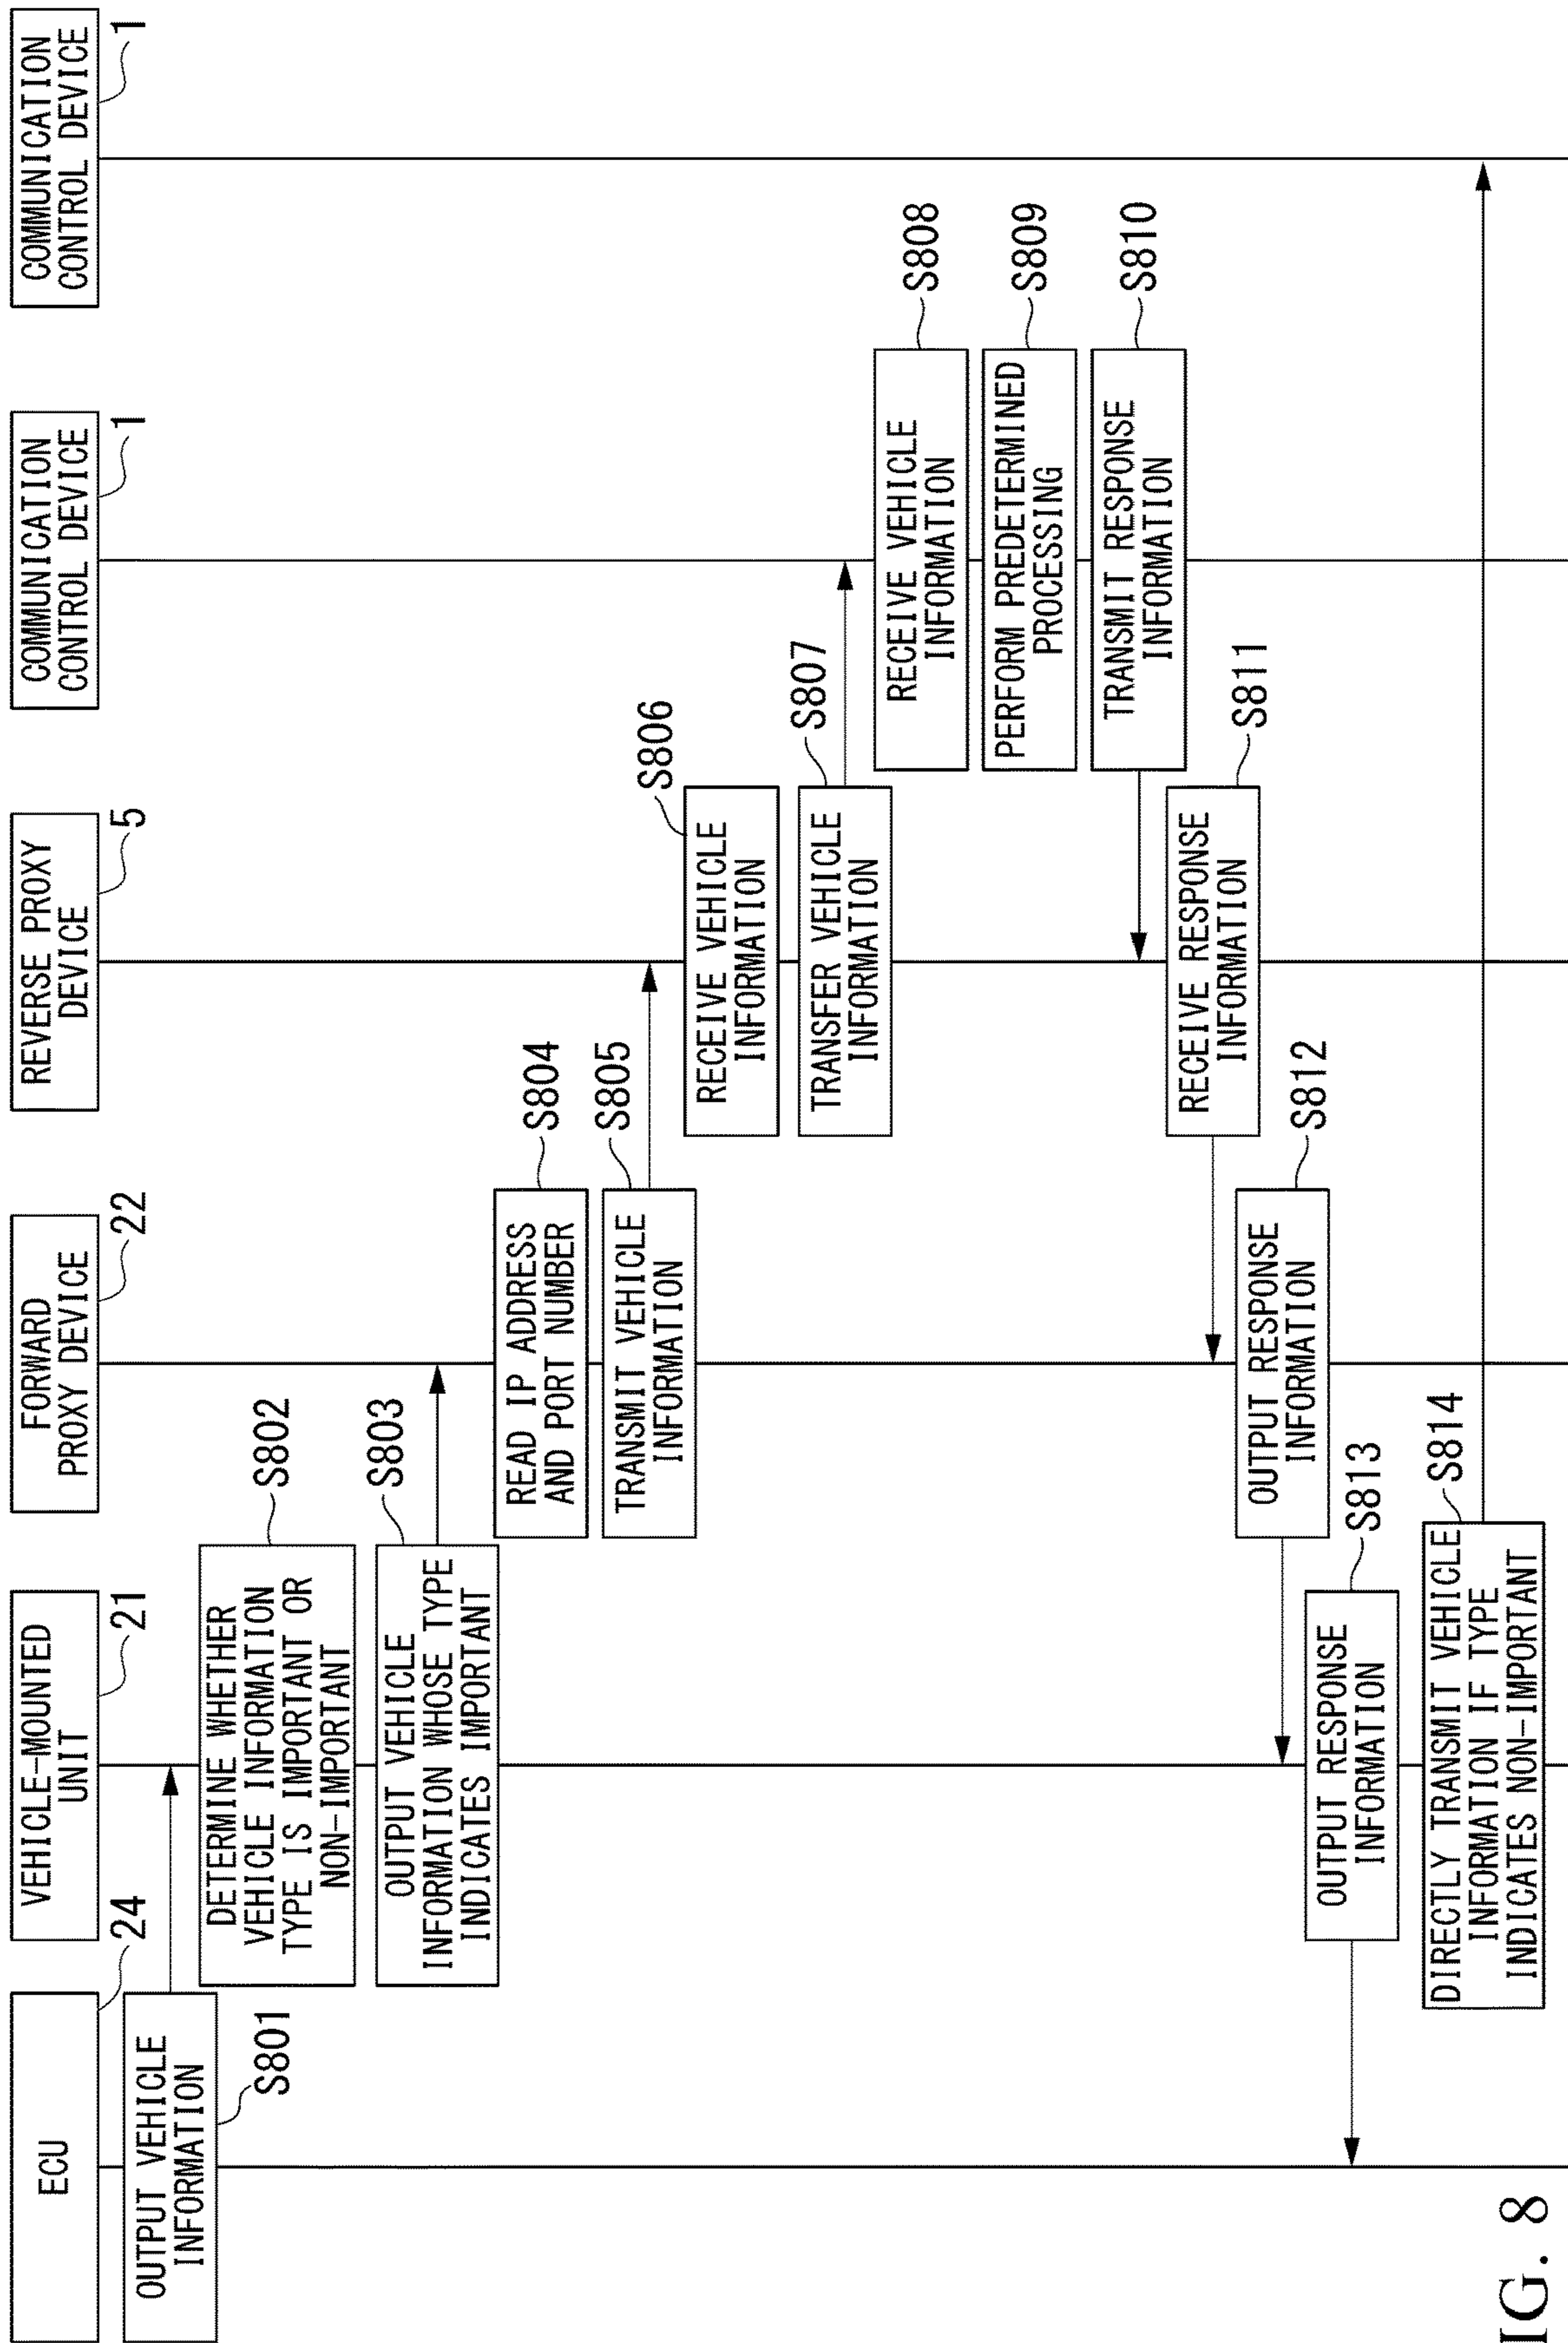 ECU
24
VEHICLE-MOUNTED
UNIT
21
FORWARD
PROXY DEVICE
22
REVERSE PROXY
DEVICE
5
COMMUNICATION
CONTROL DEVICE
1
COMMUNICATION
CONTROL DEVICE
1
OUTPUT VEHICLE
INFORMATION
S801
DETERMINE WHETHER
VEHICLE INFORMATION
TYPE IS IMPORTANT OR
NON-IMPORTANT
S802
OUTPUT VEHICLE
INFORMATION WHOSE TYPE
INDICATES IMPORTANT
S803
READ IP ADDRESS
AND PORT NUMBER
S804
TRANSMIT VEHICLE
INFORMATION
S805
RECEIVE VEHICLE
INFORMATION
S806
TRANSFER VEHICLE
INFORMATION
S807
RECEIVE VEHICLE
INFORMATION
S808
PERFORM PREDETERMINED
PROCESSING
S809
TRANSMIT RESPONSE
INFORMATION
S810
RECEIVE RESPONSE
INFORMATION
S811
OUTPUT RESPONSE
INFORMATION
S812
OUTPUT RESPONSE
INFORMATION
S813
DIRECTLY TRANSMIT VEHICLE
INFORMATION IF TYPE
INDICATES NON-IMPORTANT
S814
IG. 8